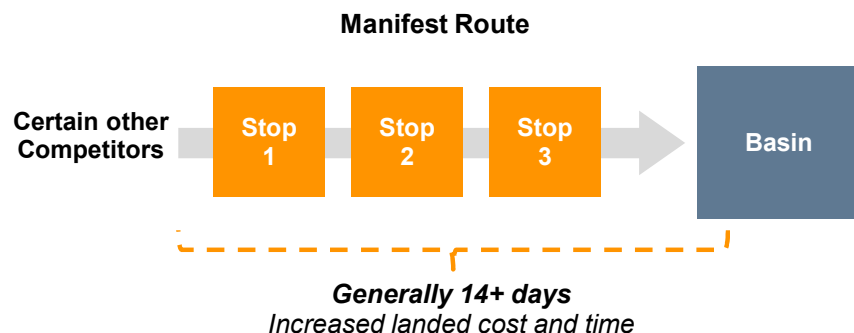 Manifest Route
Certain other
Competitors
Stop
1
Stop
2
Stop
3
Basin
Generally 14+ days
Increased landed cost and time